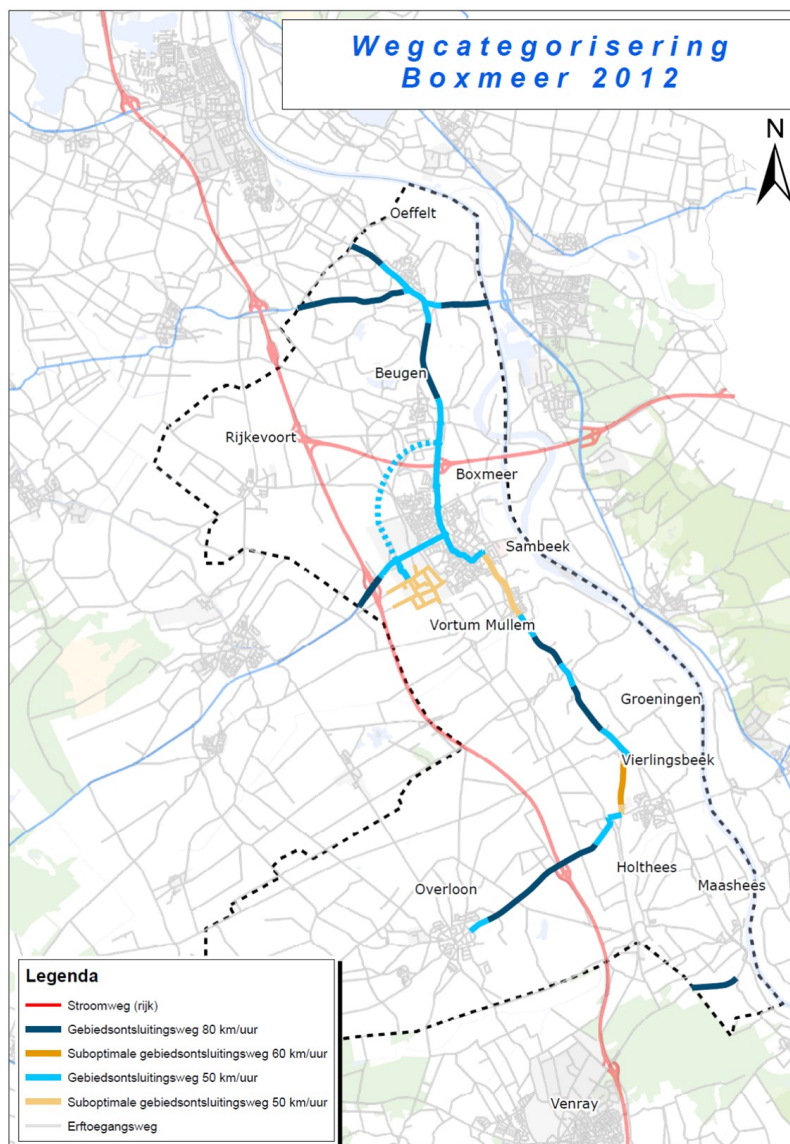 Wegcategorisering
Boxmeer 2012
N
Oeffelt
Beugen
Rijkevoort
Boxmeer
Sambeek
Vortum Mullem
Groeningen
Vierlingsbeek
Holthees
Overloon
Maashees
Venray
Legenda
Stroomweg (rijk)
Gebiedsontsluitingsweg 80 km/uur
Suboptimale gebiedsontsluitingsweg 60 km/uur
Gebiedsontsluitingsweg 50 km/uur
Suboptimale gebiedsontsluitingsweg 50 km/uur
Erftoegangsweg